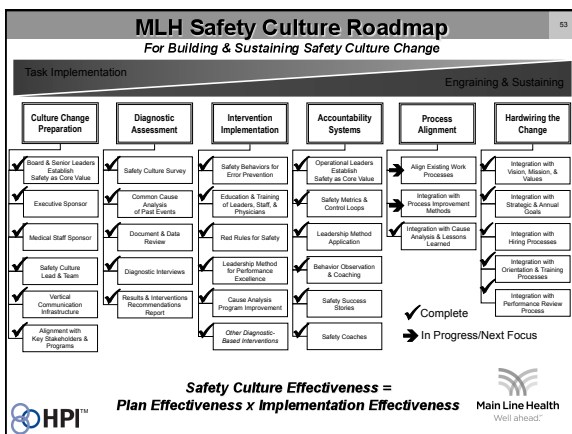 MLH Safety Culture Roadmap
53
For Building & Sustaining Safety Culture Change
Task Implementation
Engraining & Sustaining
Culture Change
Preparation
Board & Senior Leaders
Establish
Safety as Core Value
Executive Sponsor
Medical Staff Sponsor
Safety Culture
Lead & Team
Vertical
Communication
Infrastructure
Alignment with
Key Stakeholders &
Programs
Diagnostic
Assessment
Safety Culture Survey
Common Cause
Analysis
of Past Events
Document & Data
Review
Diagnostic Interviews
Results & Interventions
Recommendations
Report
Intervention
Implementation
Safety Behaviors for
Error Prevention
Education & Training
of Leaders, Staff, &
Physicians
Red Rules for Safety
Leadership Method
for Performance
Excellence
Cause Analysis
Program Improvement
Other Diagnostic-
Based Interventions
Accountability
Systems
Operational Leaders
Establish
Safety as Core Value
Safety Metrics &
Control Loops
Leadership Method
Application
Behavior Observation
& Coaching
Safety Success
Stories
Safety Coaches
Process
Alignment
Align Existing Work
Processes
Integration with
Process Improvement
Methods
Integration with Cause
Analysis & Lessons
Learned
Hardwiring the
Change
Integration with
Vision, Mission, &
Values
Integration with
Strategic & Annual
Goals
Integration with
Hiring Processes
Integration with
Orientation & Training
Processes
Integration with
Performance Review
Process
Complete
In Progress/Next Focus
Safety Culture Effectiveness =
Plan Effectiveness x Implementation Effectiveness
HPI™
Main Line Health
Well ahead.